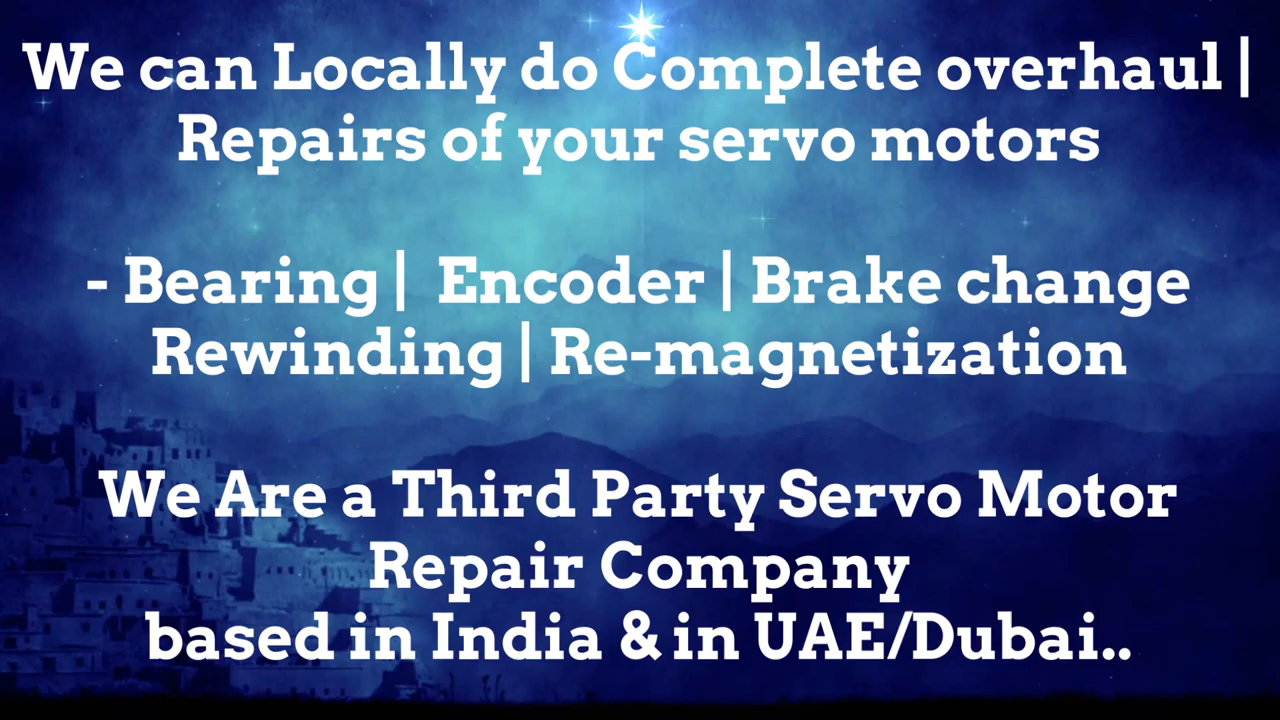 We can Locally do Complete overhaul |
Repairs of your servo motors
- Bearing | Encoder | Brake change
Rewinding | Re-magnetization
We Are a Third Party Servo Motor
Repair Company
based in India & in UAE/Dubai..